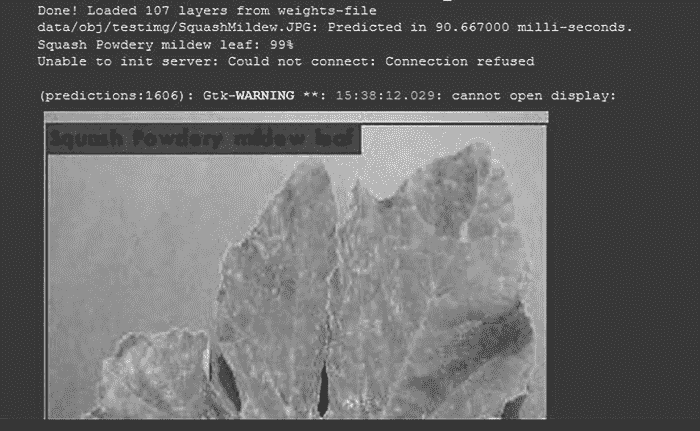 Done! Loaded 107 layers from weights-file
data/obj/testimg/SquashMildew.JPG: Predicted in 90.667000 milli-seconds.
Squash Powdery mildew leaf: 99%
Unable to init server: Could not connect: Connection refused
(predictions:1606): Gtk-WARNING **: 15:38:12.029: cannot open display:
Squash Powdery mildew leaf